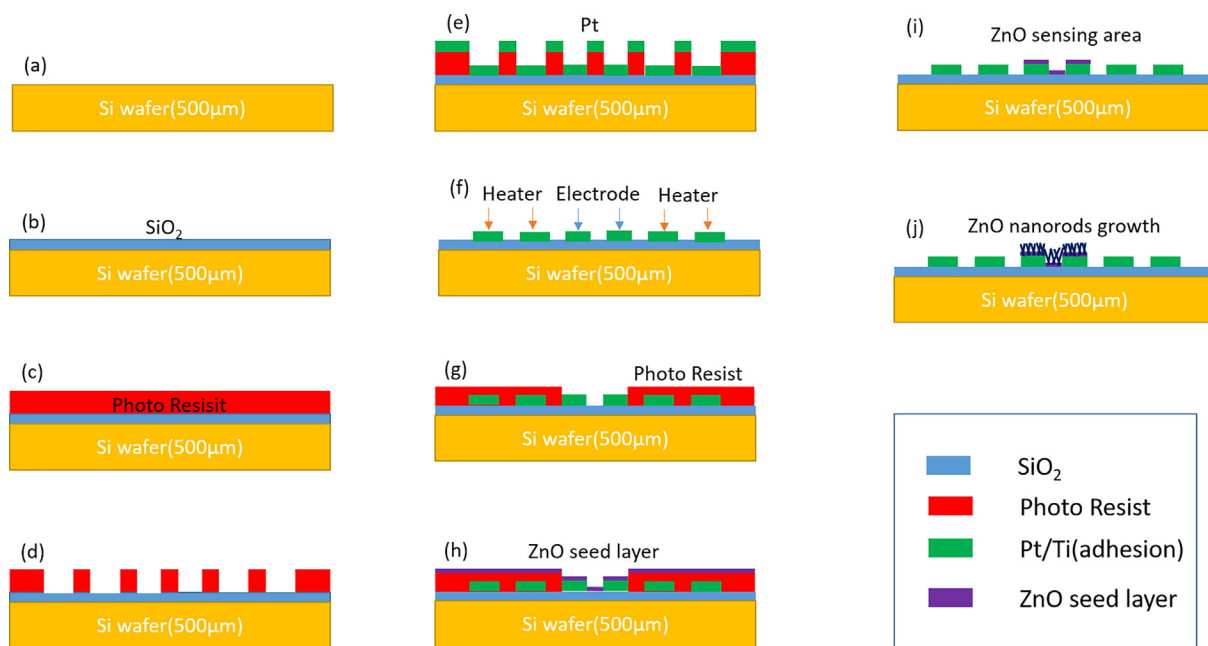 (a)
Si wafer(500μm)
(b)
SiO₂
Si wafer(500μm)
(c)
Photo Resisit
Si wafer(500μm)
(d)
Si wafer(500μm)
(e)
Pt
Si wafer(500μm)
(f)
Heater Electrode Heater
Si wafer(500μm)
(g)
Photo Resist
Si wafer(500μm)
(h)
ZnO seed layer
Si wafer(500μm)
(i)
ZnO sensing area
Si wafer(500μm)
(j)
ZnO nanorods growth
Si wafer(500μm)
SiO₂
Photo Resist
Pt/Ti(adhesion)
ZnO seed layer